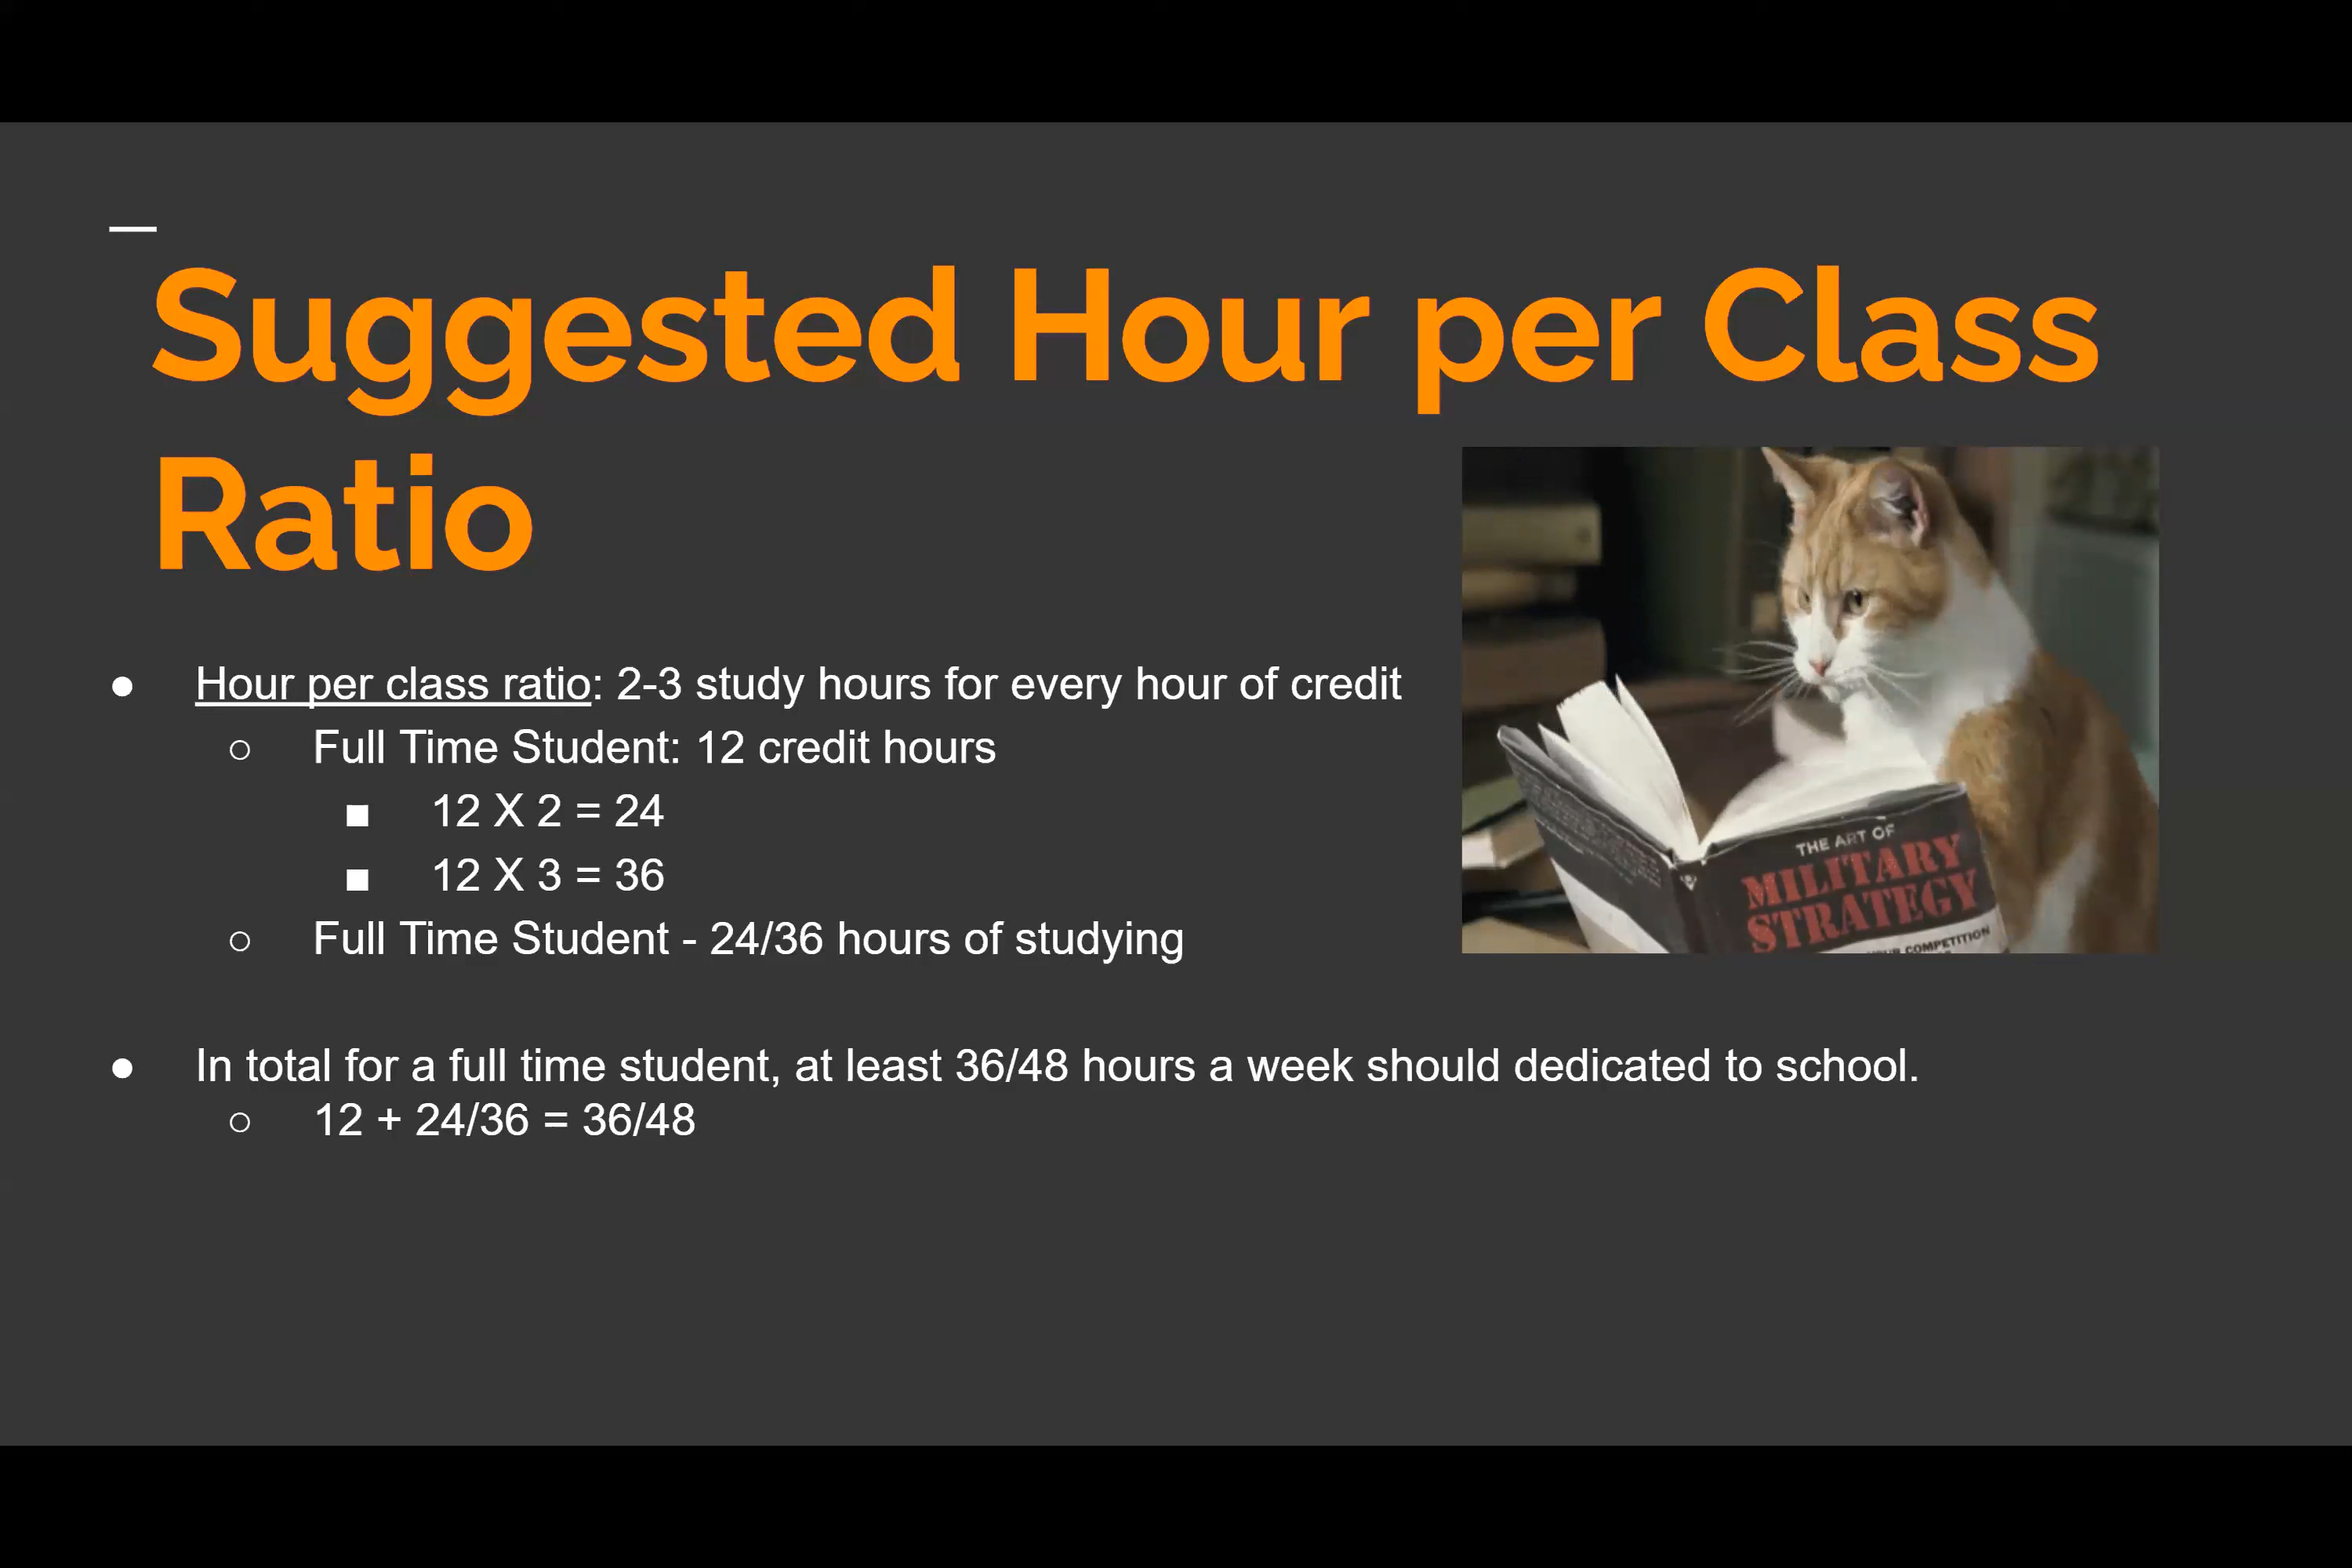 Suggested Hour per Class
Ratio
● Hour per class ratio: 2-3 study hours for every hour of credit
○ Full Time Student: 12 credit hours
■ 12 X 2 = 24
■ 12 X 3 = 36
○ Full Time Student - 24/36 hours of studying
● In total for a full time student, at least 36/48 hours a week should dedicated to school.
○ 12 + 24/36 = 36/48
THE ART OF
MILITARY
STRATEGY
COMPETITION